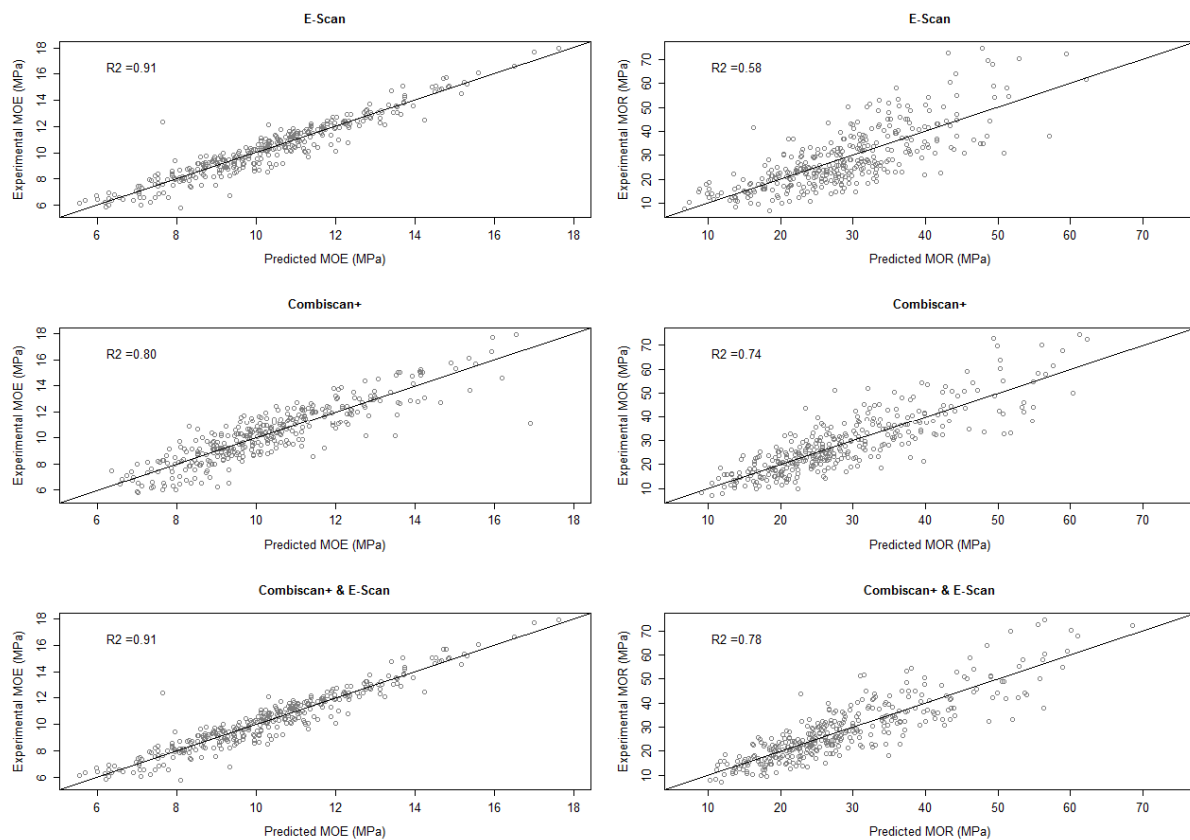 E-Scan
R2 =0.91
Experimental MOE (MPa)
6 8 10 12 14 16 18
6 8 10 12 14 16 18
Predicted MOE (MPa)
E-Scan
R2 =0.58
Experimental MOR (MPa)
10 20 30 40 50 60 70
10 20 30 40 50 60 70
Predicted MOR (MPa)
Combiscan+
R2 =0.80
Experimental MOE (MPa)
6 8 10 12 14 16 18
6 8 10 12 14 16 18
Predicted MOE (MPa)
Combiscan+
R2 =0.74
Experimental MOR (MPa)
10 20 30 40 50 60 70
10 20 30 40 50 60 70
Predicted MOR (MPa)
Combiscan+ & E-Scan
R2 =0.91
Experimental MOE (MPa)
6 8 10 12 14 16 18
6 8 10 12 14 16 18
Predicted MOE (MPa)
Combiscan+ & E-Scan
R2 =0.78
Experimental MOR (MPa)
10 20 30 40 50 60 70
10 20 30 40 50 60 70
Predicted MOR (MPa)